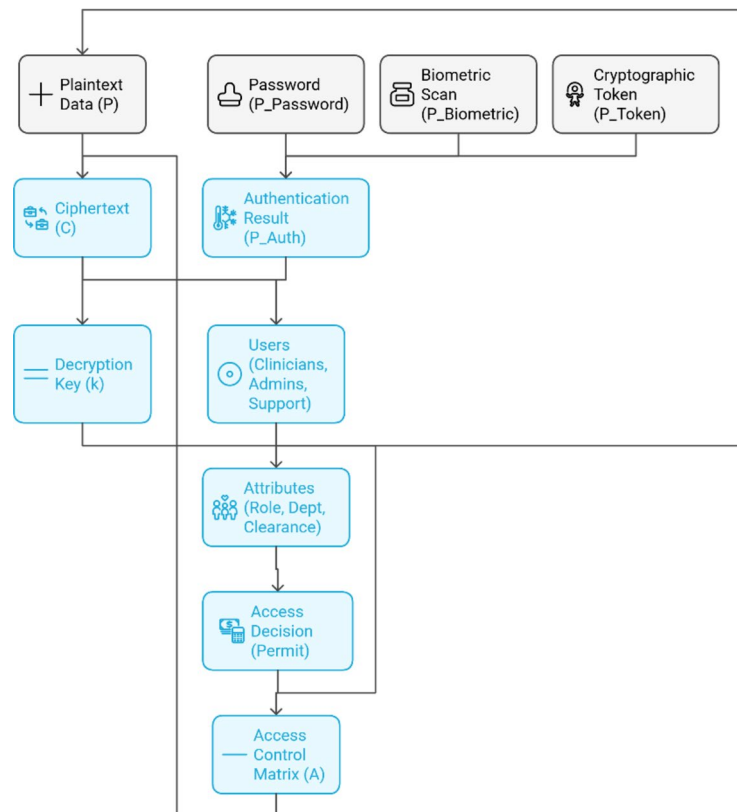 Plaintext
Data (P)
Password
(P_Password)
Biometric
Scan
(P_Biometric)
Cryptographic
Token
(P_Token)
Ciphertext
(C)
Authentication
Result
(P_Auth)
Decryption
Key (k)
Users
(Clinicians,
Admins,
Support)
Attributes
(Role, Dept,
Clearance)
Access
Decision
(Permit)
Access
Control
Matrix (A)